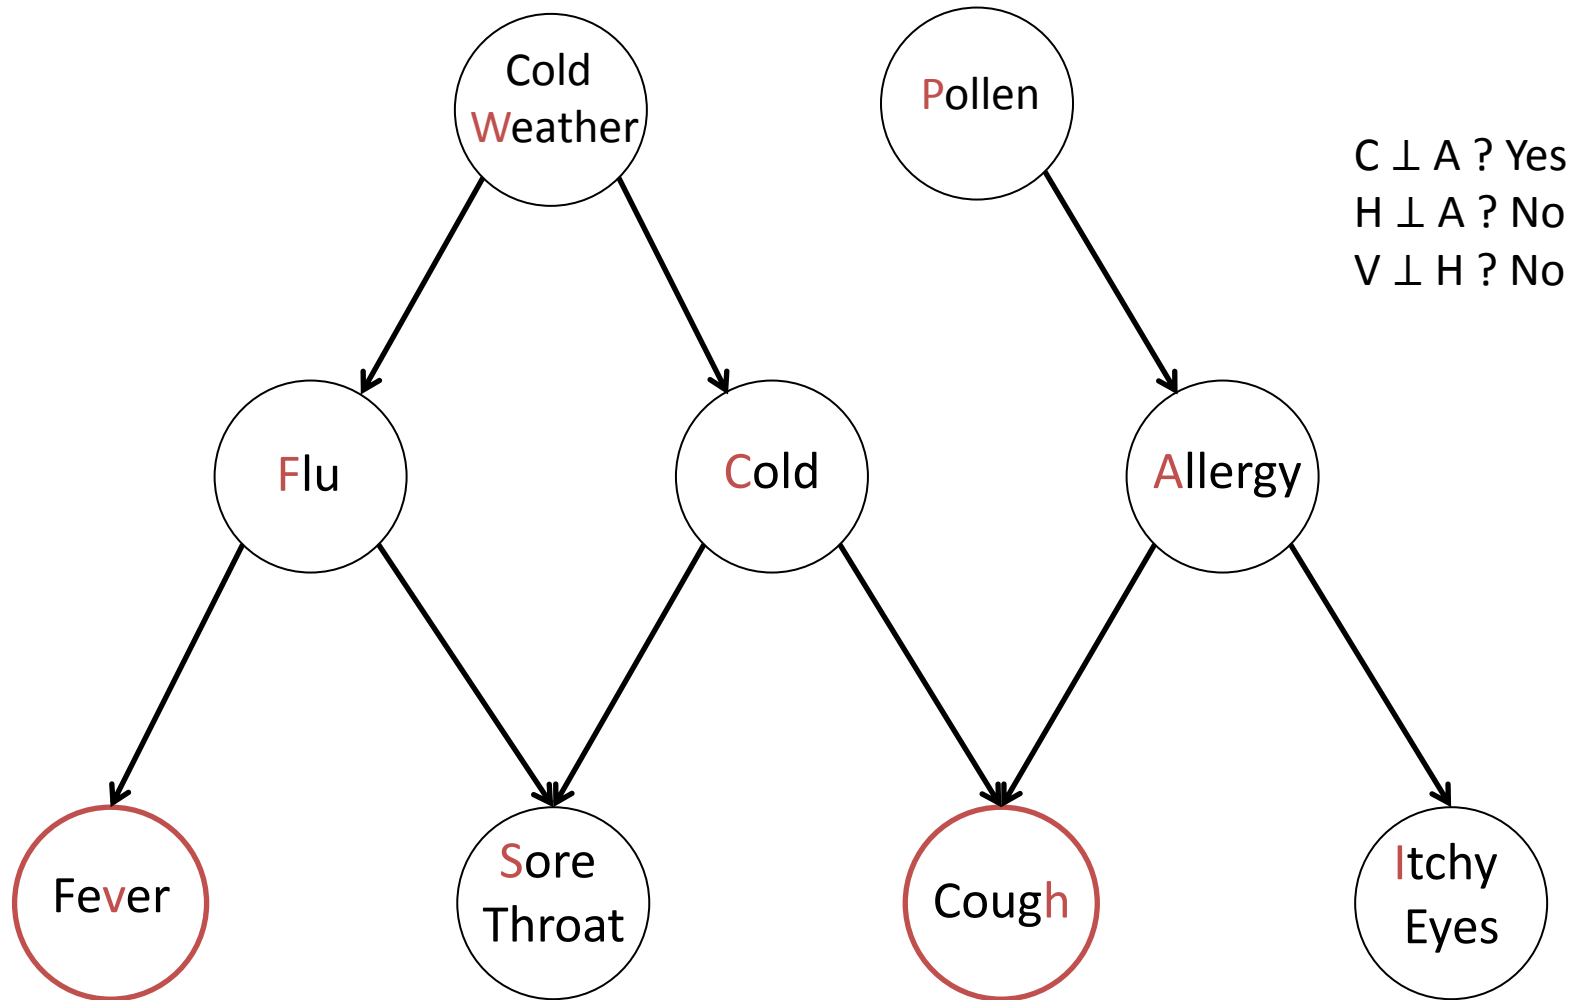 Cold
Weather
Pollen
C ⊥ A ? Yes
H ⊥ A ? No
V ⊥ H ? No
Flu
Cold
Allergy
Fever
Sore
Throat
Cough
Itchy
Eyes